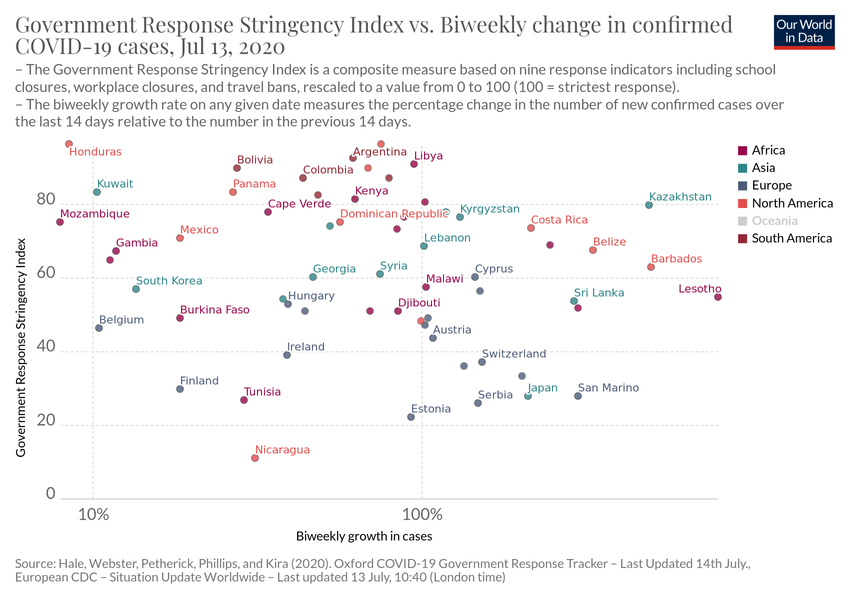 Government Response Stringency Index vs. Biweekly change in confirmed
COVID-19 cases, Jul 13, 2020
Our World
in Data
– The Government Response Stringency Index is a composite measure based on nine response indicators including school
closures, workplace closures, and travel bans, rescaled to a value from 0 to 100 (100 = strictest response).
– The biweekly growth rate on any given date measures the percentage change in the number of new confirmed cases over
the last 14 days relative to the number in the previous 14 days.
Honduras
Argentina
Libya
Africa
Bolivia
Colombia
Asia
Kuwait
Panama
Kenya
Europe
80
Kazakhstan
Cape Verde
North America
Mozambique
Dominican Republic
Kyrgyzstan
Costa Rica
Oceania
Mexico
Gambia
Lebanon
Belize
South America
Barbados
60
Georgia
Syria
Cyprus
South Korea
Malawi
Lesotho
Hungary
Djibouti
Sri Lanka
Burkina Faso
Belgium
Austria
40
Ireland
Switzerland
Finland
Tunisia
Serbia
Japan
San Marino
Estonia
20
Nicaragua
0
Government Response Stringency Index
10%
100%
Biweekly growth in cases
Source: Hale, Webster, Petherick, Phillips, and Kira (2020). Oxford COVID-19 Government Response Tracker – Last Updated 14th July.,
European CDC – Situation Update Worldwide – Last updated 13 July, 10:40 (London time)